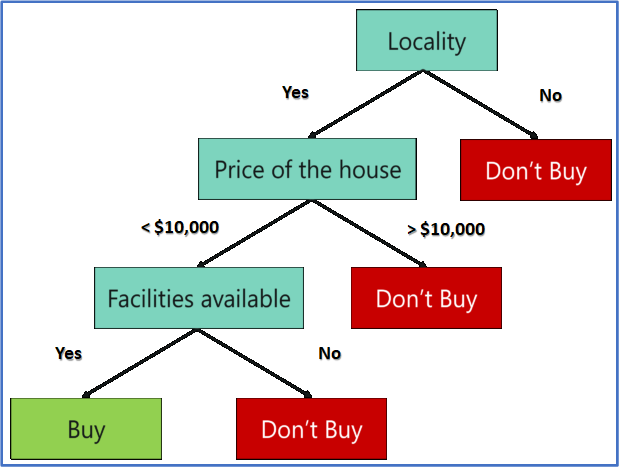 Locality
Yes
No
Price of the house
Don't Buy
< $10,000
> $10,000
Facilities available
Don't Buy
Yes
No
Buy
Don't Buy